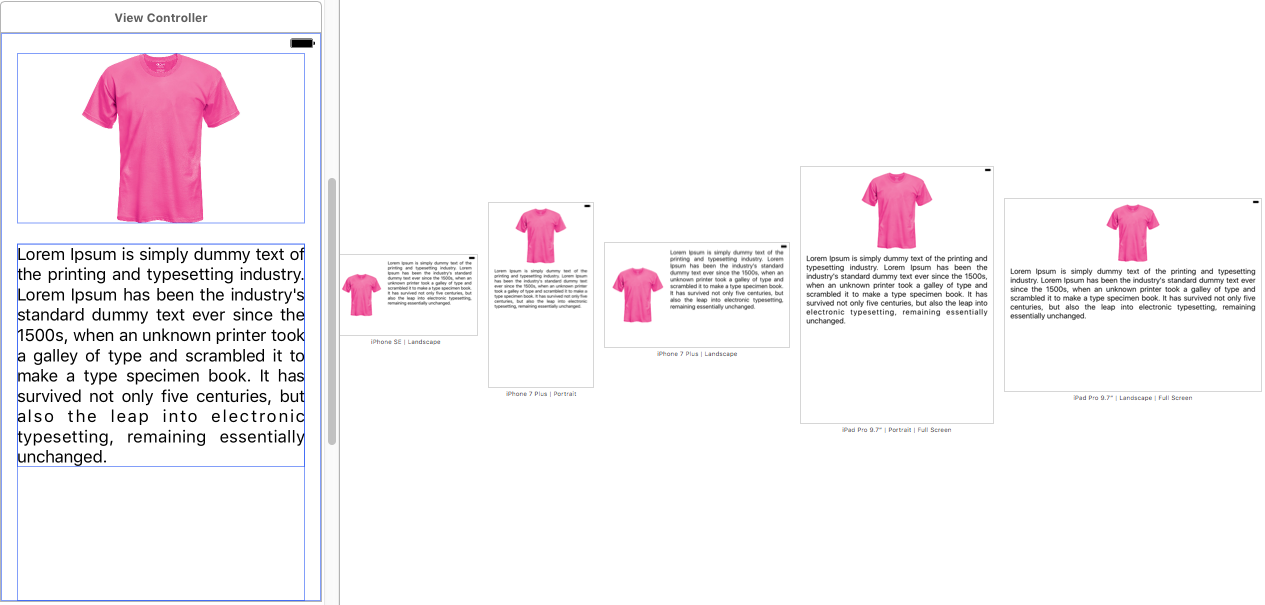 View Controller
Lorem Ipsum is simply dummy text of
the printing and typesetting industry.
Lorem Ipsum has been the industry's
standard dummy text ever since the
1500s, when an unknown printer took
a galley of type and scrambled it to
make a type specimen book. It has
survived not only five centuries, but
also the leap into electronic
typesetting, remaining essentially
unchanged.
Lorem Ipsum is simply dummy text of the
printing and typesetting industry. Lorem
Ipsum has been the industry's standard
dummy text ever since the 1500s, when an
unknown printer took a galley of type and
scrambled it to make a type specimen book.
It has survived not only five centuries, but
also the leap into electronic typesetting,
remaining essentially unchanged.
iPhone SE | Landscape
Lorem Ipsum is simply dummy text of the
printing and typesetting industry. Lorem Ipsum
has been the industry's standard dummy text
ever since the 1500s, when an unknown printer
took a galley of type and scrambled it to make a
type specimen book. It has survived not only five
centuries, but also the leap into electronic
typesetting, remaining essentially unchanged.
iPhone 7 Plus | Portrait
Lorem Ipsum is simply dummy text of the
printing and typesetting industry. Lorem
Ipsum has been the industry's standard
dummy text ever since the 1500s, when an
unknown printer took a galley of type and
scrambled it to make a type specimen book.
It has survived not only five centuries, but
also the leap into electronic typesetting,
remaining essentially unchanged.
iPhone 7 Plus | Landscape
Lorem Ipsum is simply dummy text of the printing and
typesetting industry. Lorem Ipsum has been the
industry's standard dummy text ever since the 1500s,
when an unknown printer took a galley of type and
scrambled it to make a type specimen book. It has
survived not only five centuries, but also the leap into
electronic typesetting, remaining essentially
unchanged.
iPad Pro 9.7" | Portrait | Full Screen
Lorem Ipsum is simply dummy text of the printing and typesetting
industry. Lorem Ipsum has been the industry's standard dummy text ever
since the 1500s, when an unknown printer took a galley of type and
scrambled it to make a type specimen book. It has survived not only five
centuries, but also the leap into electronic typesetting, remaining
essentially unchanged.
iPad Pro 9.7" | Landscape | Full Screen